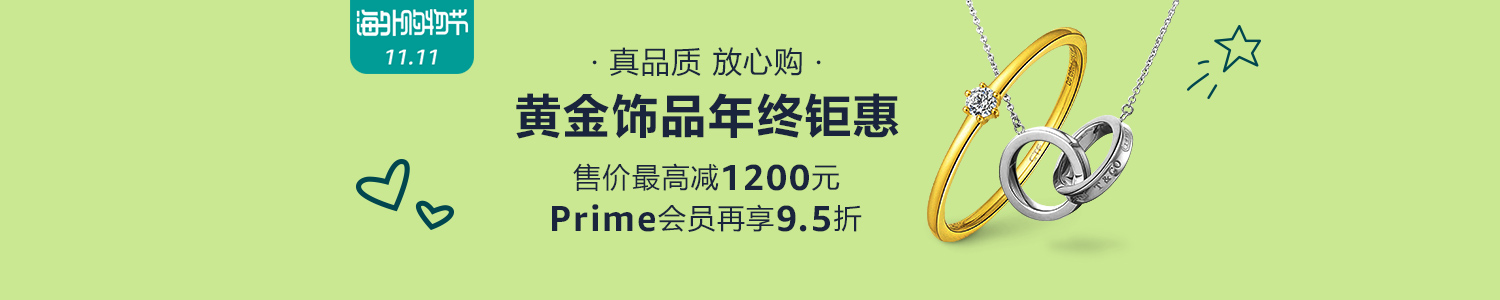 海外购物节
11.11
· 真品质 放心购 ·
黄金饰品年终钜惠
售价最高减1200元
Prime会员再享9.5折
T&CO